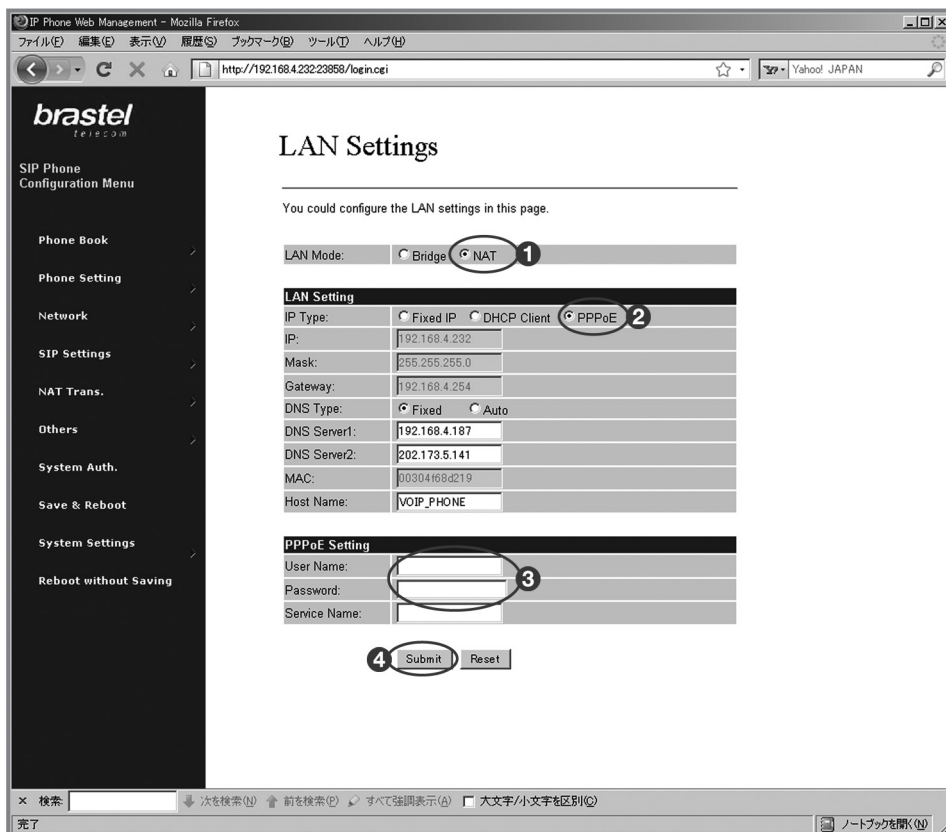 IP Phone Web Management - Mozilla Firefox
ファイル(F) 編集(E) 表示(V) 履歴(S) ブックマーク(B) ツール(T) ヘルプ(H)
http://192.168.4.232:23858/login.cgi
Yahoo! JAPAN
brastel
telecom
SIP Phone
Configuration Menu
Phone Book
Phone Setting
Network
SIP Settings
NAT Trans.
Others
System Auth.
Save & Reboot
System Settings
Reboot without Saving
LAN Settings
You could configure the LAN settings in this page.
LAN Mode: Bridge NAT 1
LAN Setting
IP Type: Fixed IP DHCP Client PPPoE 2
IP: 192.168.4.232
Mask: 255.255.255.0
Gateway: 192.168.4.254
DNS Type: Fixed Auto
DNS Server1: 192.168.4.187
DNS Server2: 202.173.5.141
MAC: 00304f68d219
Host Name: VOIP_PHONE
PPPoE Setting
User Name:
Password: 3
Service Name:
4 Submit Reset
× 検索: 次を検索(N) 前を検索(P) すべて強調表示(A) 大文字/小文字を区別(C)
完了 ノートブックを開く(N)